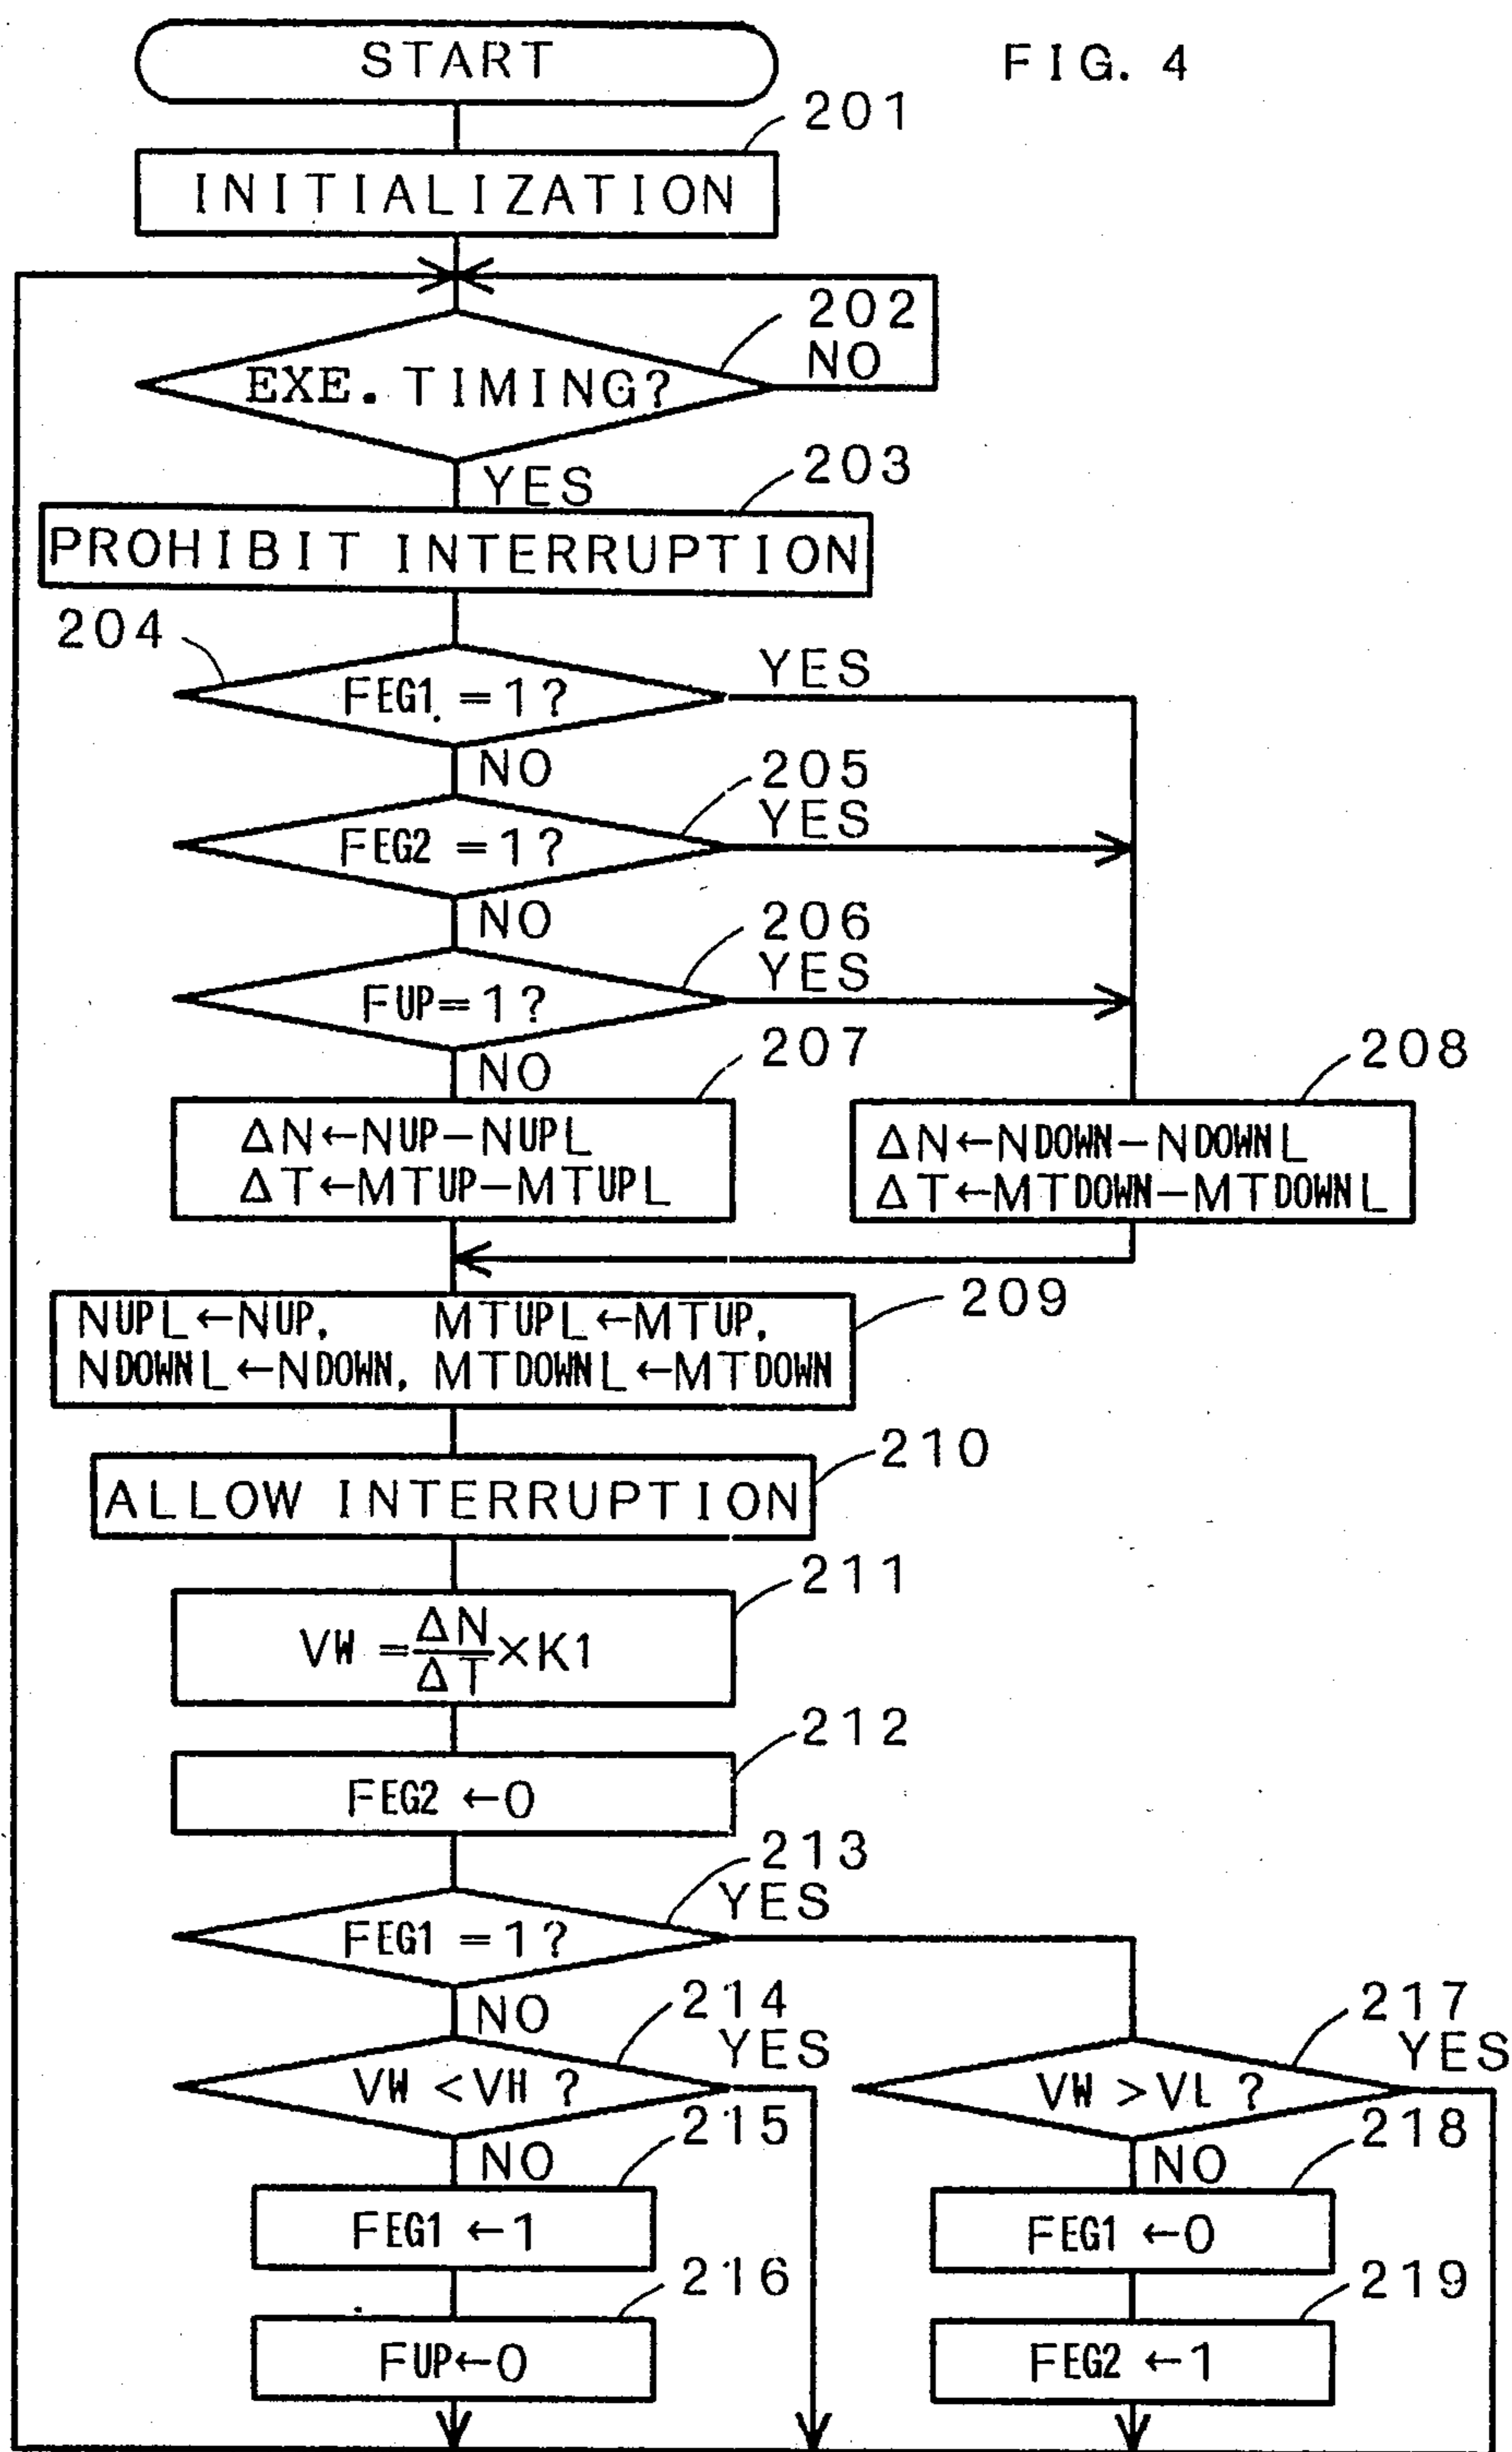 START
FIG. 4
201
INITIALIZATION
202
NO
EXE. TIMING?
YES
203
PROHIBIT INTERRUPTION
204
FEG1 =1?
YES
NO
205
YES
FEG2 =1?
NO
206
YES
FUP=1?
NO
207
208
ΔN←NUP−NUPL
ΔT←MTUP−MTUPL
ΔN←NDOWN−NDOWNL
ΔT←MTDOWN−MTDOWNL
209
NUPL←NUP, MTUPL←MTUP,
NDOWNL←NDOWN, MTDOWNL←MTDOWN
210
ALLOW INTERRUPTION
211
VW =ΔN/ΔT×K1
212
FEG2 ←0
213
YES
FEG1 =1?
NO
214
YES
VW <VH ?
217
YES
VW >VL ?
215
NO
FEG1 ←1
218
NO
FEG1 ←0
216
FUP←0
219
FEG2 ←1